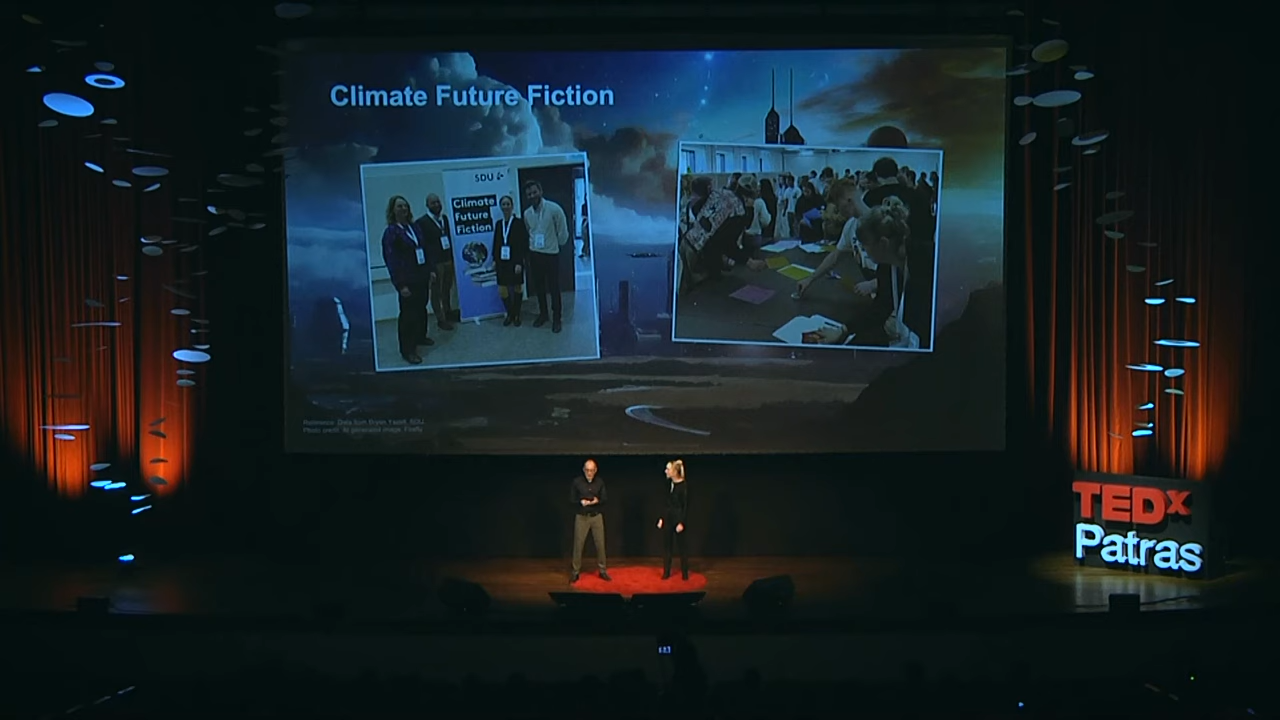 Climate Future Fiction
SDU
Climate
Future
Fiction
TEDx
Patras